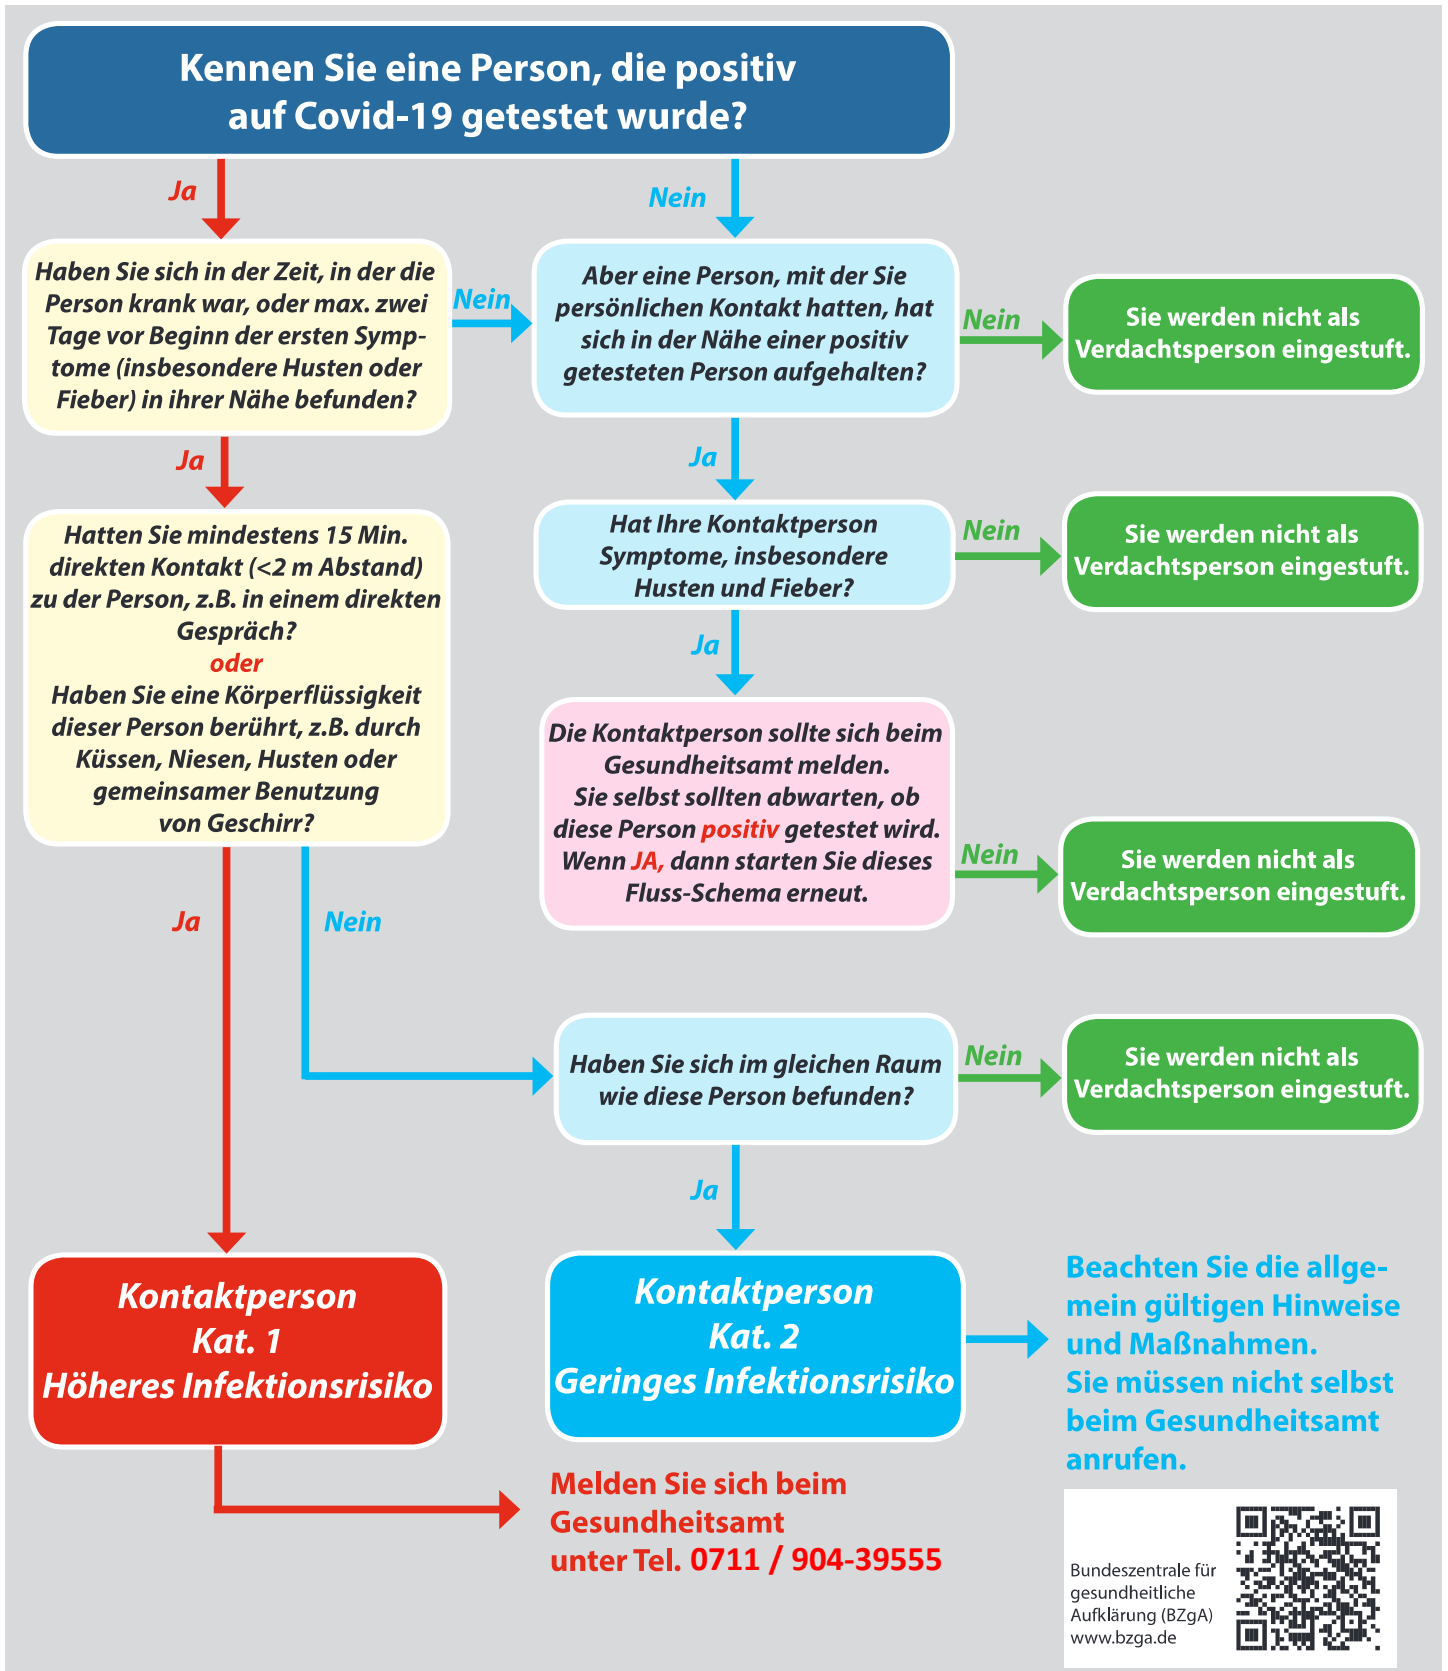 Kennen Sie eine Person, die positiv
auf Covid-19 getestet wurde?
Ja
Nein
Haben Sie sich in der Zeit, in der die
Person krank war, oder max. zwei
Tage vor Beginn der ersten Symp-
tome (insbesondere Husten oder
Fieber) in ihrer Nähe befunden?
Nein
Aber eine Person, mit der Sie
persönlichen Kontakt hatten, hat
sich in der Nähe einer positiv
getesteten Person aufgehalten?
Nein
Sie werden nicht als
Verdachtsperson eingestuft.
Ja
Ja
Hatten Sie mindestens 15 Min.
direkten Kontakt (<2 m Abstand)
zu der Person, z.B. in einem direkten
Gespräch?
oder
Haben Sie eine Körperflüssigkeit
dieser Person berührt, z.B. durch
Küssen, Niesen, Husten oder
gemeinsamer Benutzung
von Geschirr?
Hat Ihre Kontaktperson
Symptome, insbesondere
Husten und Fieber?
Nein
Sie werden nicht als
Verdachtsperson eingestuft.
Ja
Die Kontaktperson sollte sich beim
Gesundheitsamt melden.
Sie selbst sollten abwarten, ob
diese Person positiv getestet wird.
Wenn JA, dann starten Sie dieses
Fluss-Schema erneut.
Nein
Sie werden nicht als
Verdachtsperson eingestuft.
Ja
Nein
Haben Sie sich im gleichen Raum
wie diese Person befunden?
Nein
Sie werden nicht als
Verdachtsperson eingestuft.
Ja
Kontaktperson
Kat. 1
Höheres Infektionsrisiko
Kontaktperson
Kat. 2
Geringes Infektionsrisiko
Beachten Sie die allge-
mein gültigen Hinweise
und Maßnahmen.
Sie müssen nicht selbst
beim Gesundheitsamt
anrufen.
Melden Sie sich beim
Gesundheitsamt
unter Tel. 0711 / 904-39555
Bundeszentrale für
gesundheitliche
Aufklärung (BZgA)
www.bzga.de